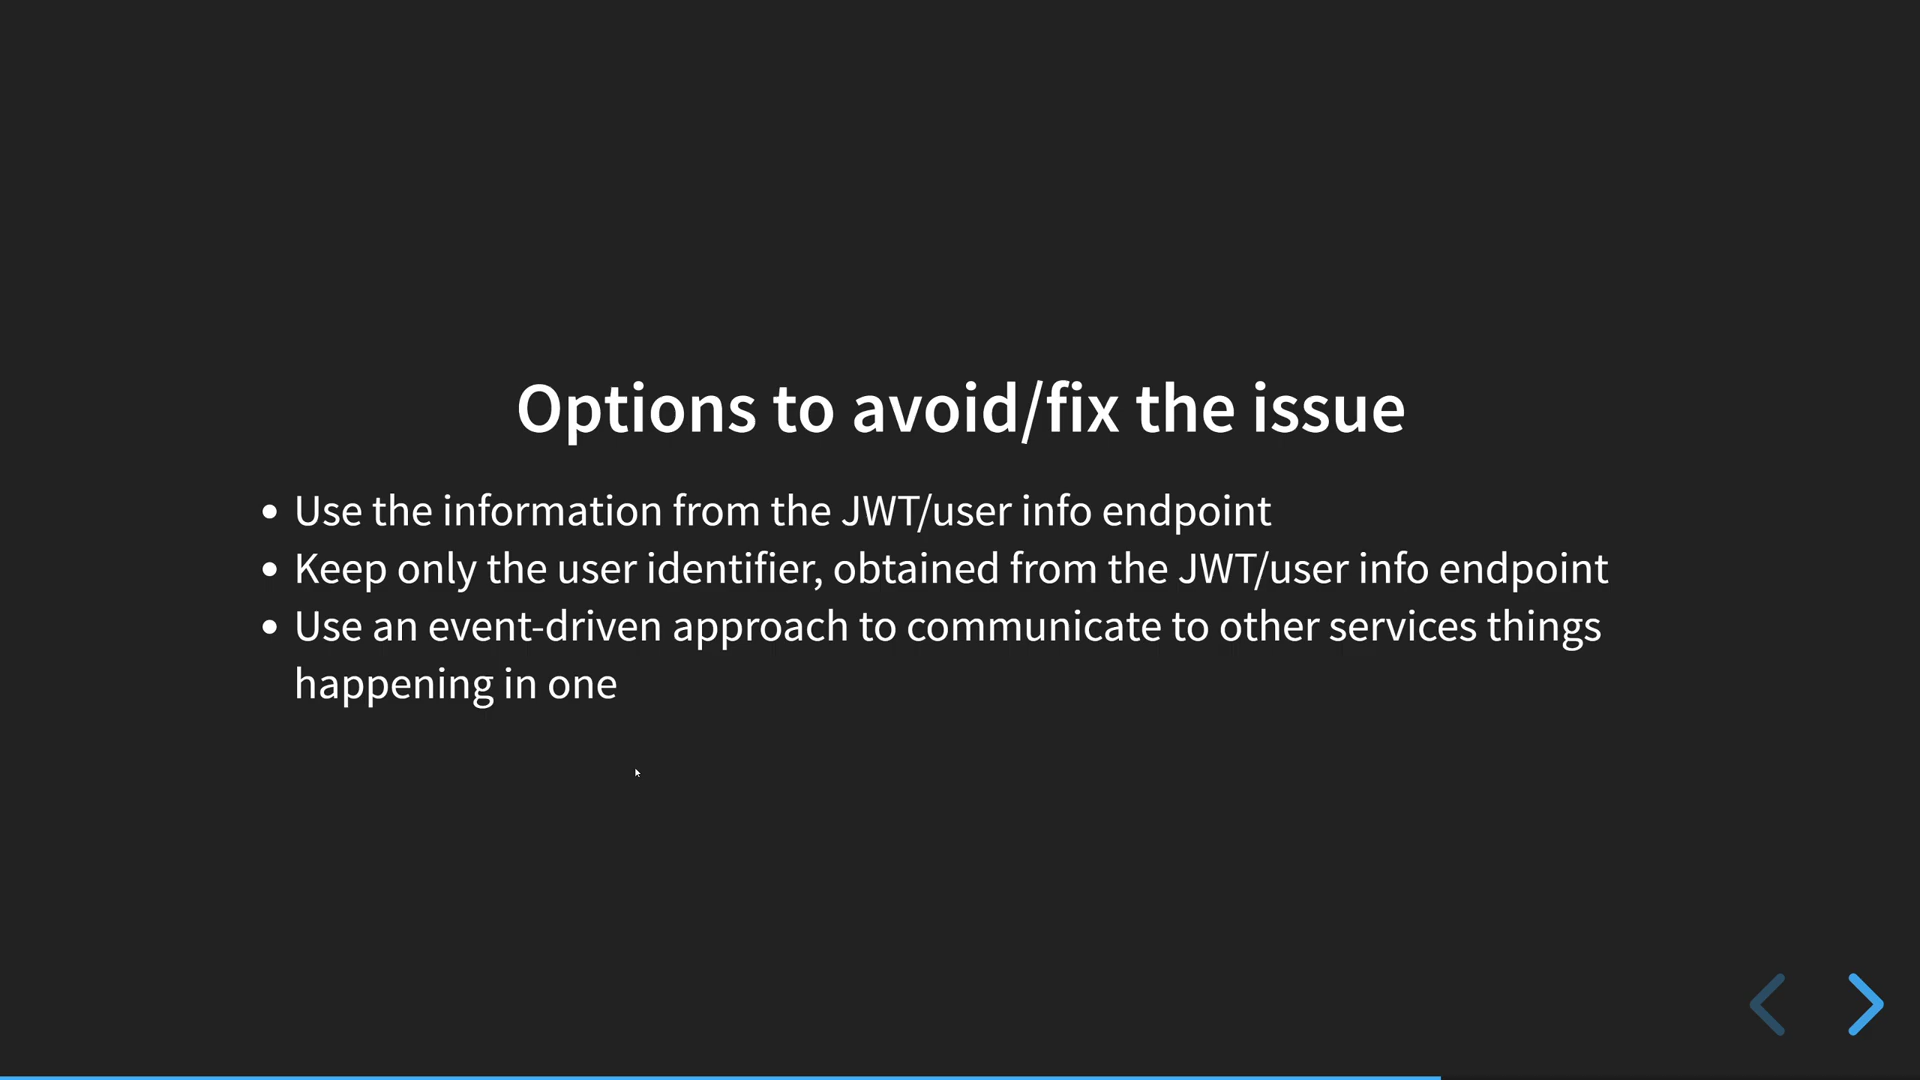 Options to avoid/fix the issue
• Use the information from the JWT/user info endpoint
• Keep only the user identifier, obtained from the JWT/user info endpoint
• Use an event-driven approach to communicate to other services things
happening in one